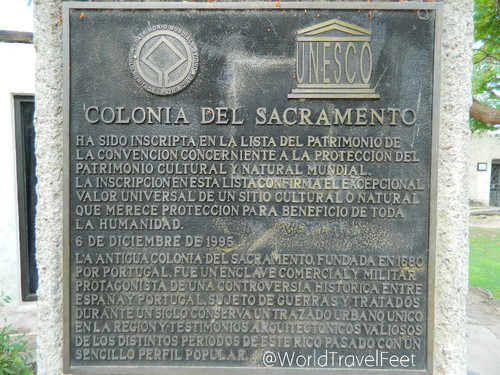 PATRIMONIO MUNDIAL
UNESCO
COLONIA DEL SACRAMENTO
HA SIDO INSCRIPTA EN LA LISTA DEL PATRIMONIO DE
LA CONVENCION CONCERNIENTE A LA PROTECCION DEL
PATRIMONIO CULTURAL Y NATURAL MUNDIAL.
LA INSCRIPCION EN ESTA LISTA CONFIRMA EL EXCEPCIONAL
VALOR UNIVERSAL DE UN SITIO CULTURAL O NATURAL
QUE MERECE PROTECCION PARA BENEFICIO DE TODA
LA HUMANIDAD.
6 DE DICIEMBRE DE 1995
LA ANTIGUA COLONIA DEL SACRAMENTO, FUNDADA EN 1680
POR PORTUGAL, FUE UN ENCLAVE COMERCIAL Y MILITAR
PROTAGONISTA DE UNA CONTROVERSIA HISTORICA ENTRE
ESPAÑA Y PORTUGAL, SUJETO DE GUERRAS Y TRATADOS
DURANTE UN SIGLO CONSERVA UN TRAZADO URBANO UNICO
EN LA REGION Y TESTIMONIOS ARQUITECTONICOS VALIOSOS
DE LOS DISTINTOS PERIODOS DE ESTE RICO PASADO CON UN
SENCILLO PERFIL POPULAR.
@WorldTravelFeet